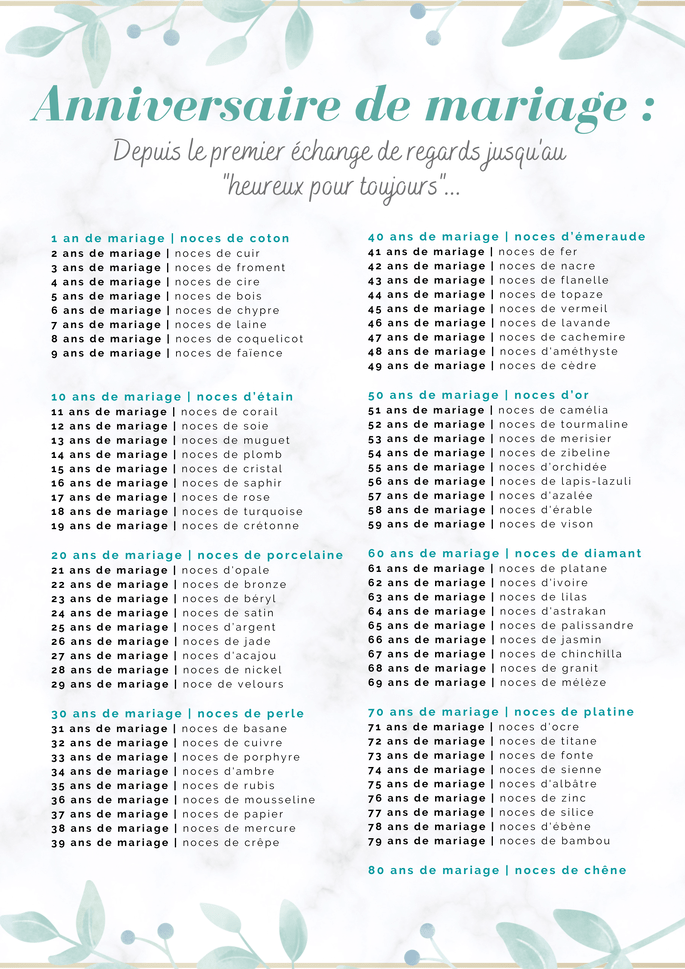 Anniversaire de mariage :
Depuis le premier échange de regards jusqu'au
"heureux pour toujours"...
1 an de mariage | noces de coton
2 ans de mariage | noces de cuir
3 ans de mariage | noces de froment
4 ans de mariage | noces de cire
5 ans de mariage | noces de bois
6 ans de mariage | noces de chypre
7 ans de mariage | noces de laine
8 ans de mariage | noces de coquelicot
9 ans de mariage | noces de faïence
10 ans de mariage | noces d'étain
11 ans de mariage | noces de corail
12 ans de mariage | noces de soie
13 ans de mariage | noces de muguet
14 ans de mariage | noces de plomb
15 ans de mariage | noces de cristal
16 ans de mariage | noces de saphir
17 ans de mariage | noces de rose
18 ans de mariage | noces de turquoise
19 ans de mariage | noces de crétonne
20 ans de mariage | noces de porcelaine
21 ans de mariage | noces d'opale
22 ans de mariage | noces de bronze
23 ans de mariage | noces de béryl
24 ans de mariage | noces de satin
25 ans de mariage | noces d'argent
26 ans de mariage | noces de jade
27 ans de mariage | noces d'acajou
28 ans de mariage | noces de nickel
29 ans de mariage | noce de velours
30 ans de mariage | noces de perle
31 ans de mariage | noces de basane
32 ans de mariage | noces de cuivre
33 ans de mariage | noces de porphyre
34 ans de mariage | noces d'ambre
35 ans de mariage | noces de rubis
36 ans de mariage | noces de mousseline
37 ans de mariage | noces de papier
38 ans de mariage | noces de mercure
39 ans de mariage | noces de crêpe
40 ans de mariage | noces d'émeraude
41 ans de mariage | noces de fer
42 ans de mariage | noces de nacre
43 ans de mariage | noces de flanelle
44 ans de mariage | noces de topaze
45 ans de mariage | noces de vermeil
46 ans de mariage | noces de lavande
47 ans de mariage | noces de cachemire
48 ans de mariage | noces d'améthyste
49 ans de mariage | noces de cèdre
50 ans de mariage | noces d'or
51 ans de mariage | noces de camélia
52 ans de mariage | noces de tourmaline
53 ans de mariage | noces de merisier
54 ans de mariage | noces de zibeline
55 ans de mariage | noces d'orchidée
56 ans de mariage | noces de lapis-lazuli
57 ans de mariage | noces d'azalée
58 ans de mariage | noces d'érable
59 ans de mariage | noces de vison
60 ans de mariage | noces de diamant
61 ans de mariage | noces de platane
62 ans de mariage | noces d'ivoire
63 ans de mariage | noces de lilas
64 ans de mariage | noces d'astrakan
65 ans de mariage | noces de palissandre
66 ans de mariage | noces de jasmin
67 ans de mariage | noces de chinchilla
68 ans de mariage | noces de granit
69 ans de mariage | noces de mélèze
70 ans de mariage | noces de platine
71 ans de mariage | noces d'ocre
72 ans de mariage | noces de titane
73 ans de mariage | noces de fonte
74 ans de mariage | noces de sienne
75 ans de mariage | noces d'albâtre
76 ans de mariage | noces de zinc
77 ans de mariage | noces de silice
78 ans de mariage | noces d'ébène
79 ans de mariage | noces de bambou
80 ans de mariage | noces de chêne